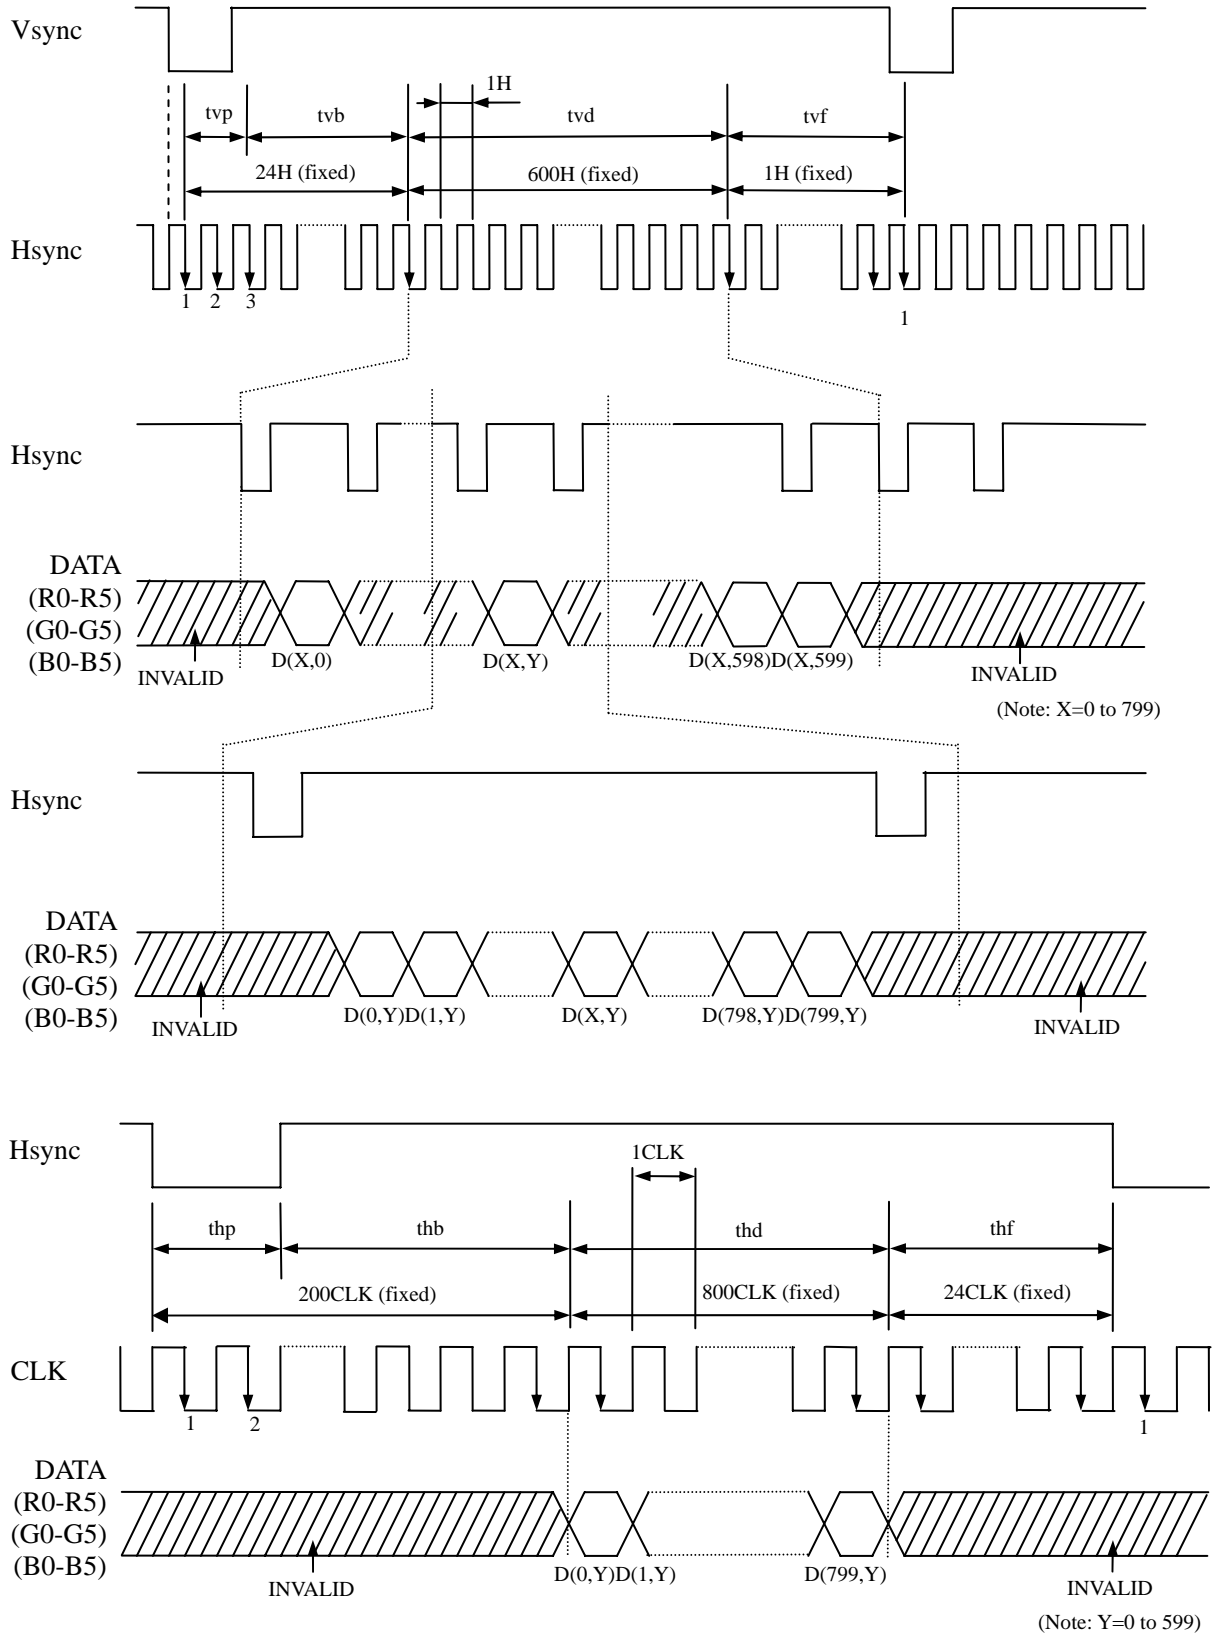 Vsync
1H
tvp tvb tvd tvf
24H (fixed) 600H (fixed) 1H (fixed)
Hsync
1 2 3 1
Hsync
DATA
(R0-R5)
(G0-G5)
(B0-B5)
D(X,0) D(X,Y) D(X,598)D(X,599)
INVALID INVALID
(Note: X=0 to 799)
Hsync
DATA
(R0-R5)
(G0-G5)
(B0-B5)
D(0,Y)D(1,Y) D(X,Y) D(798,Y)D(799,Y)
INVALID INVALID
Hsync
1CLK
thp thb thd thf
200CLK (fixed) 800CLK (fixed) 24CLK (fixed)
CLK
1 2 1
DATA
(R0-R5)
(G0-G5)
(B0-B5)
D(0,Y)D(1,Y) D(799,Y)
INVALID INVALID
(Note: Y=0 to 599)